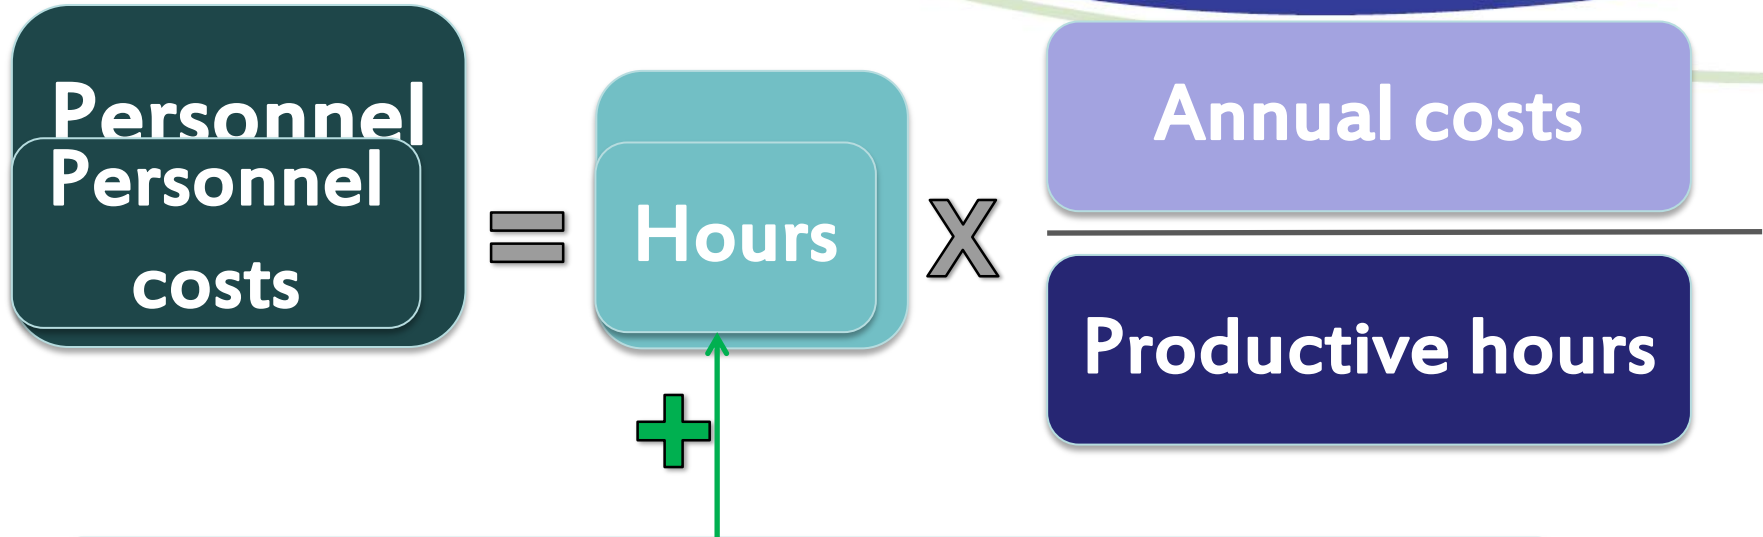 Personnel
Personnel
costs
=
Hours
X
Annual costs
Productive hours
+